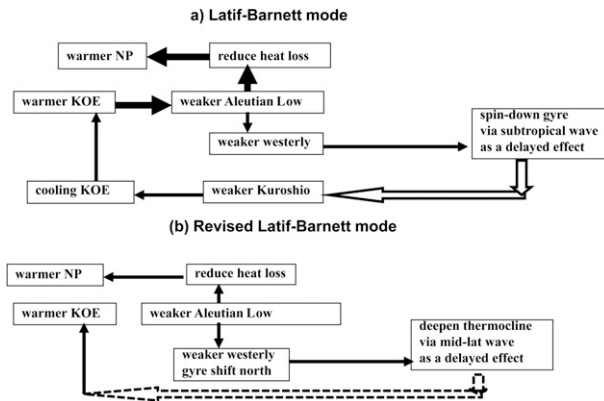 a) Latif-Barnett mode
warmer NP
reduce heat loss
warmer KOE
weaker Aleutian Low
weaker westerly
spin-down gyre
via subtropical wave
as a delayed effect
cooling KOE
weaker Kuroshio
(b) Revised Latif-Barnett mode
warmer NP
reduce heat loss
warmer KOE
weaker Aleutian Low
weaker westerly
gyre shift north
deepen thermocline
via mid-lat wave
as a delayed effect